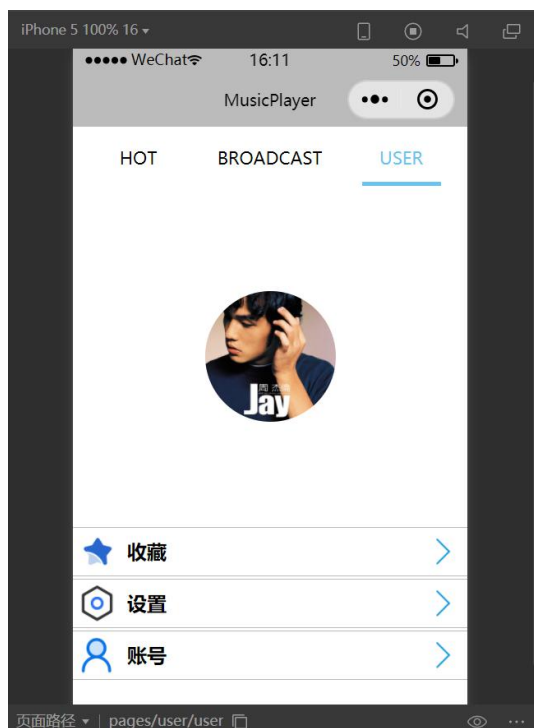 iPhone 5 100% 16
WeChat 16:11 50%
MusicPlayer
HOT BROADCAST USER
周杰倫
Jay
收藏
设置
账号
页面路径 | pages/user/user